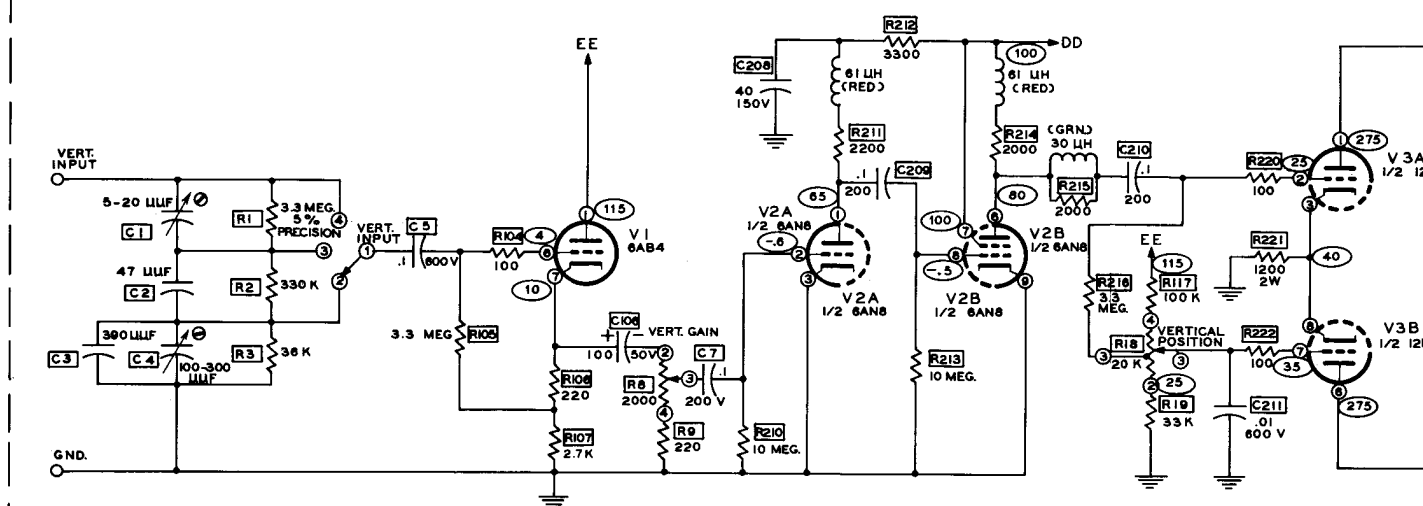 VERT.
INPUT
5-20 UUF
C1
R1
3.3 MEG.
5%
PRECISION
4
3
VERT.
INPUT
1
2
47 UUF
C2
R2
330 K
390 UUF
C3
C4
100-300
UUF
R3
36K
GND.
C5
.1
600V
R104
100
4
6
1
115
V1
6AB4
7
10
EE
3.3 MEG
R105
C106
+
-
100
50V
VERT. GAIN
R106
220
R107
2.7K
2
R8
2000
3
4
R9
220
C7
.1
200 V
R210
10 MEG.
C208
40
150V
61 UH
(RED)
R212
3300
R211
2200
65
1
V2A
1/2 6AN8
-.6
2
3
V2A
1/2 6AN8
.1
200
C209
R213
10 MEG.
DD
100
61 UH
(RED)
R214
2000
80
6
100
7
V2B
1/2 6AN8
-.5
8
9
V2B
1/2 6AN8
(GRN.)
30 UH
R215
2000
C210
.1
200
R216
3.3
MEG.
EE
115
R117
100 K
4
R18
20 K
3
VERTICAL
POSITION
3
2
25
R19
33K
C211
.01
600 V
R220
100
25
2
1
275
V3A
1/2 12
3
R221
1200
2W
40
R222
100
35
7
8
V3B
1/2 12
6
275